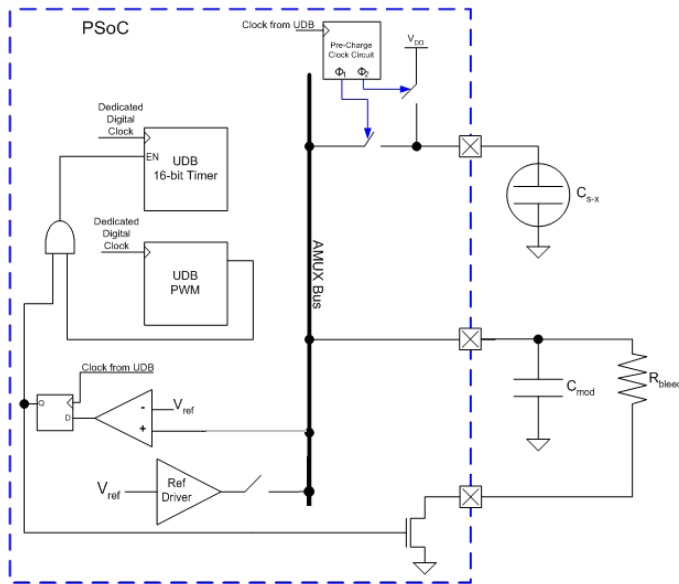 PSoC
Clock from UDB
Pre-Charge
Clock Circuit
Φ1 Φ2
VDD
Dedicated
Digital
Clock
EN
UDB
16-bit Timer
Cs-x
Dedicated
Digital
Clock
UDB
PWM
AMUX Bus
Clock from UDB
Q
D
-
+
Vref
Cmod
Rbleed
Vref
Ref
Driver